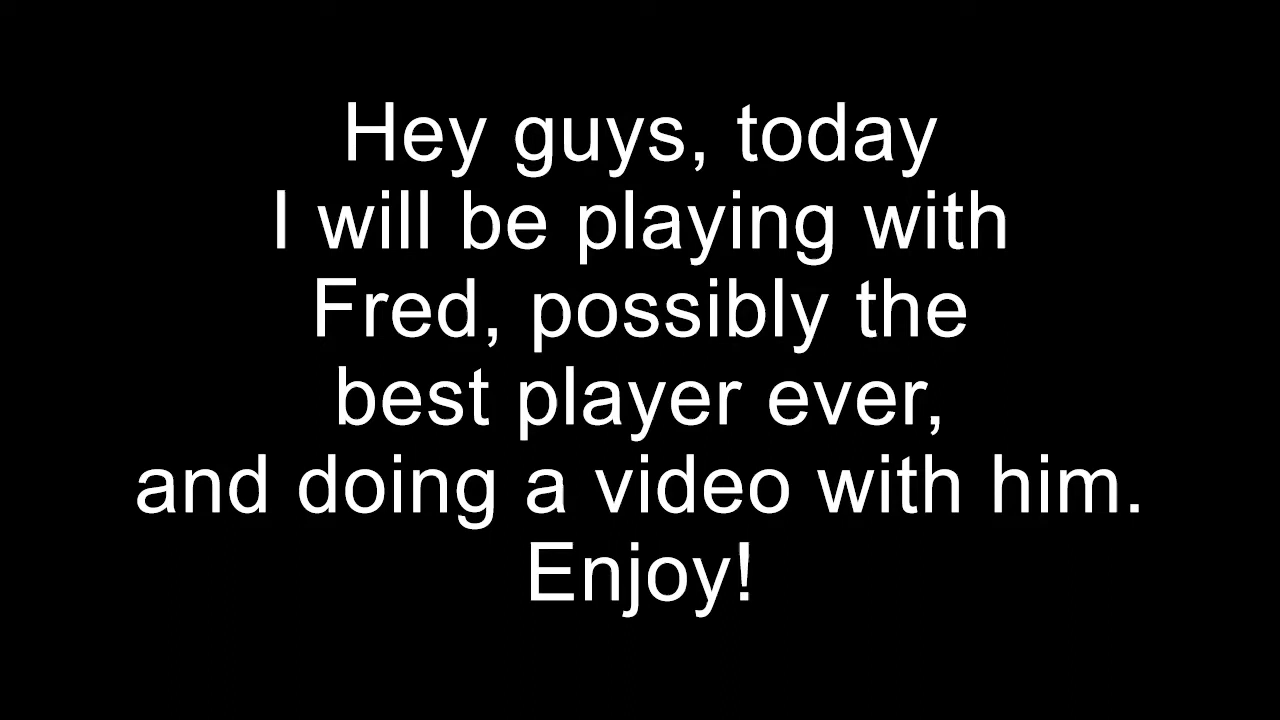 Hey guys, today
I will be playing with
Fred, possibly the
best player ever,
and doing a video with him.
Enjoy!